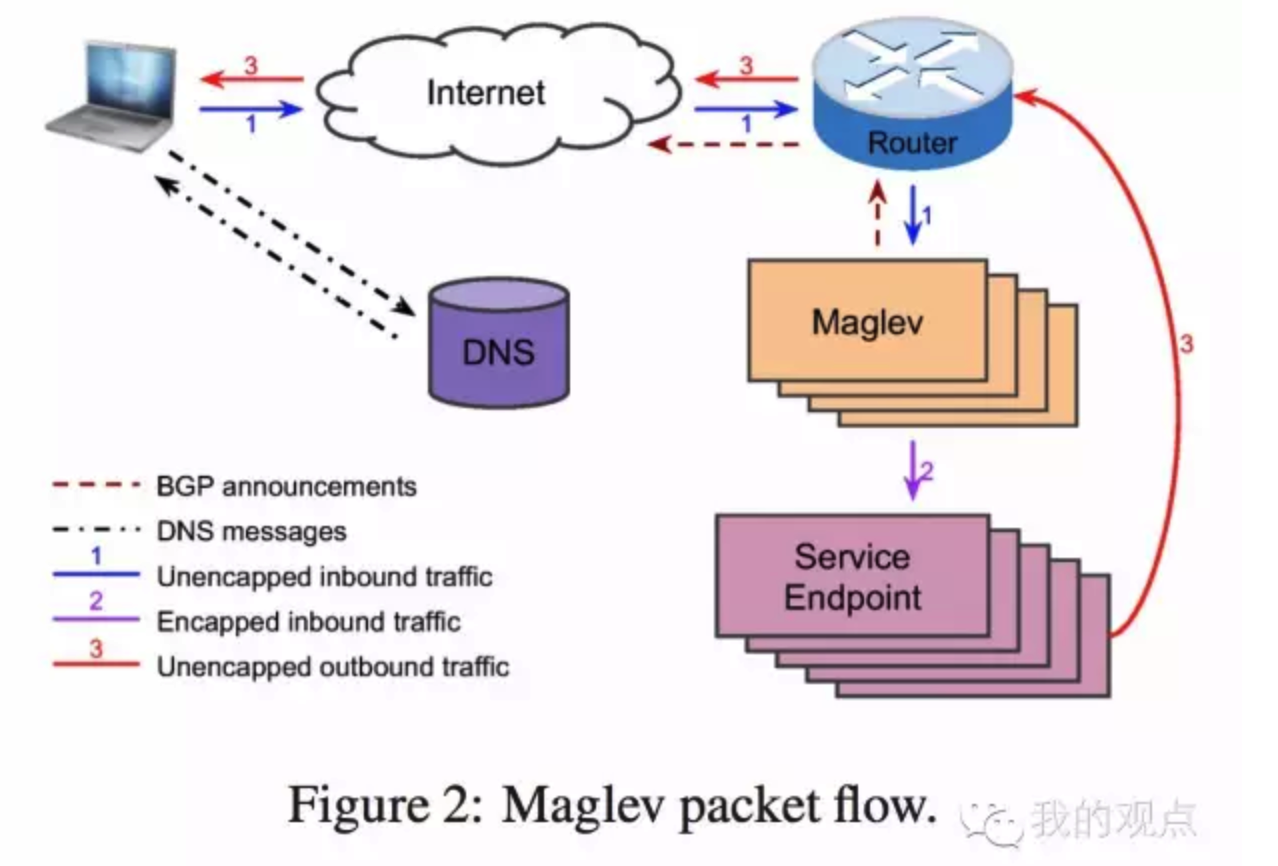 3
3
Internet
1
1
Router
1
DNS
Maglev
3
2
BGP announcements
DNS messages
1
Unencapped inbound traffic
2
Encapped inbound traffic
3
Unencapped outbound traffic
Service
Endpoint
Figure 2: Maglev packet flow.
我的观点